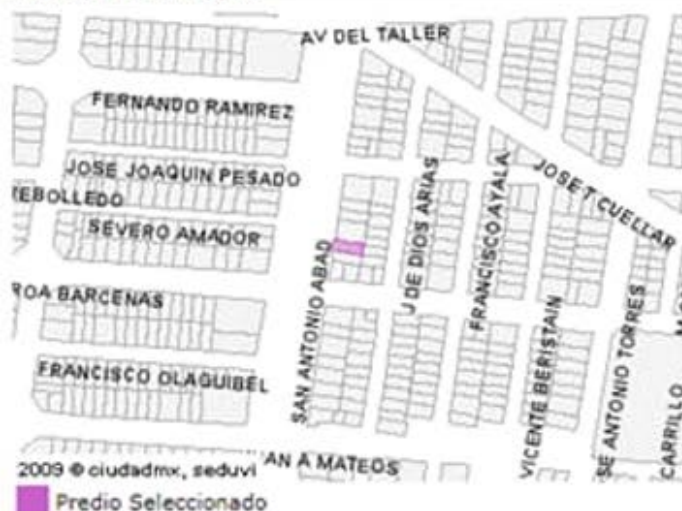 AV DEL TALLER
FERNANDO RAMIREZ
JOSE JOAQUIN PESADO
REBOLLEDO
SEVERO AMADOR
ROA BARCENAS
FRANCISCO OLAGUIBEL
SAN ANTONIO ABAD
J DE DIOS ARIAS
FRANCISCO AYALA
JOSE T CUELLAR
VICENTE BERISTAIN
SE ANTONIO TORRES
CARRILLO
AN A MATEOS
2009 © ciudadmx, seduvi
Predio Seleccionado